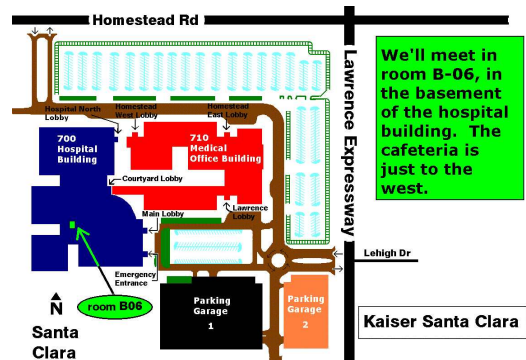 Homestead Rd
Hospital North
Lobby
Homestead
West Lobby
Homestead
East Lobby
700
Hospital
Building
710
Medical
Office Building
Courtyard Lobby
Main Lobby
Lawrence
Lobby
Emergency
Entrance
room B06
N
Santa
Clara
Parking
Garage
1
Parking
Garage
2
Lawrence Expressway
Lehigh Dr
We'll meet in
room B-06, in
the basement
of the hospital
building. The
cafeteria is
just to the
west.
Kaiser Santa Clara